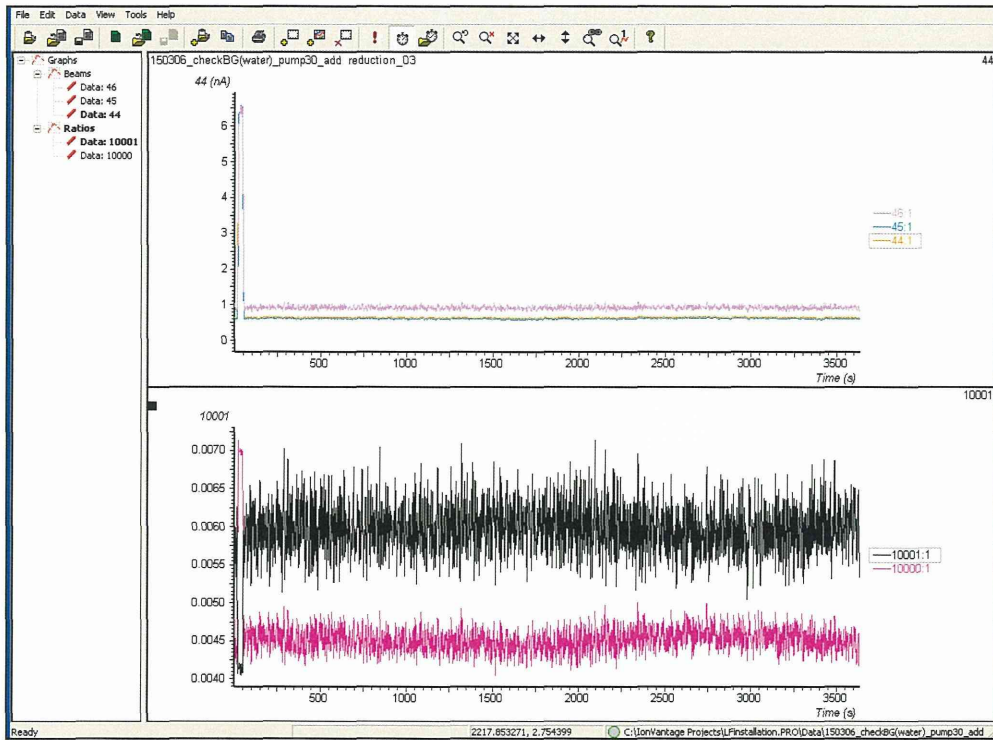 File Edit Data View Tools Help
Graphs
Beams
Data: 46
Data: 45
Data: 44
Ratios
Data: 10001
Data: 10000
150306_checkBG(water)_pump30_add reduction_03
44
44 (nA)
6
5
4
3
2
1
0
500 1000 1500 2000 2500 3000 3500
Time (s)
46:1
45:1
44:1
10001
10001
0.0070
0.0065
0.0060
0.0055
0.0050
0.0045
0.0040
500 1000 1500 2000 2500 3000 3500
Time (s)
10001:1
10000:1
Ready
2217.853271, 2.754399
C:\IonVantage Projects\LFinstallation.PRO\Data\150306_checkBG(water)_pump30_add